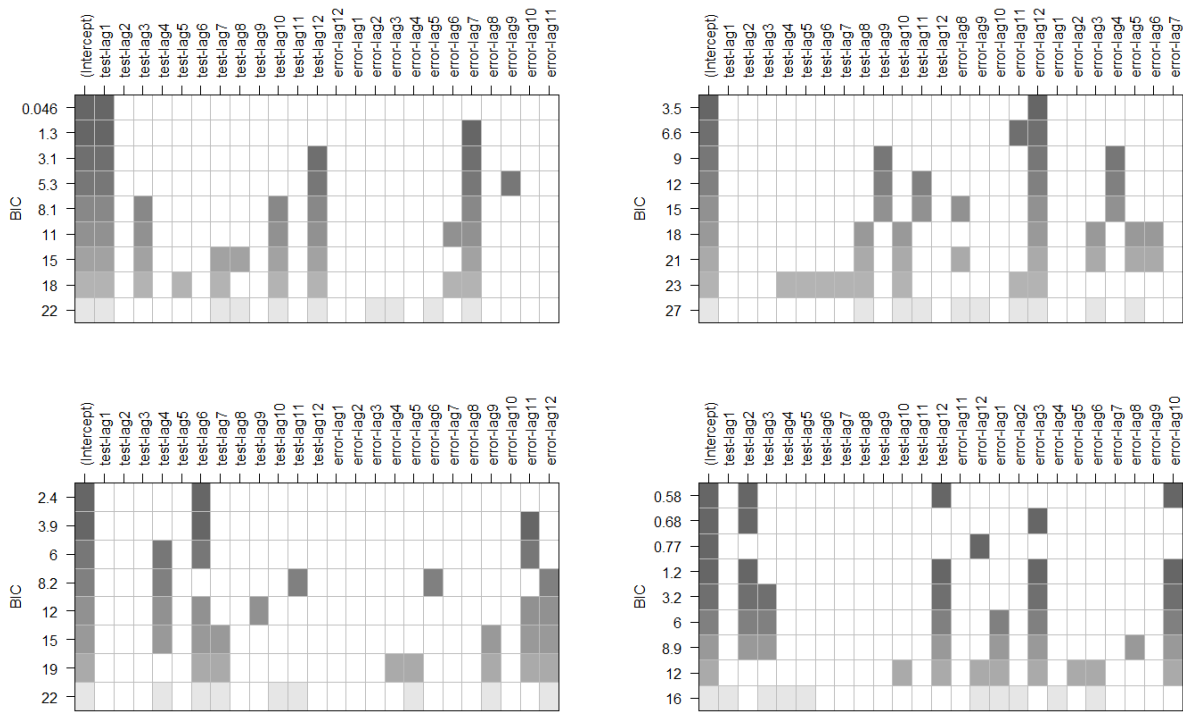 (Intercept)
test-lag1
test-lag2
test-lag3
test-lag4
test-lag5
test-lag6
test-lag7
test-lag8
test-lag9
test-lag10
test-lag11
test-lag12
error-lag12
error-lag1
error-lag2
error-lag3
error-lag4
error-lag5
error-lag6
error-lag7
error-lag8
error-lag9
error-lag10
error-lag11
BIC
0.046
1.3
3.1
5.3
8.1
11
15
18
22
(Intercept)
test-lag1
test-lag2
test-lag3
test-lag4
test-lag5
test-lag6
test-lag7
test-lag8
test-lag9
test-lag10
test-lag11
test-lag12
error-lag8
error-lag9
error-lag10
error-lag11
error-lag12
error-lag1
error-lag2
error-lag3
error-lag4
error-lag5
error-lag6
error-lag7
BIC
3.5
6.6
9
12
15
18
21
23
27
(Intercept)
test-lag1
test-lag2
test-lag3
test-lag4
test-lag5
test-lag6
test-lag7
test-lag8
test-lag9
test-lag10
test-lag11
test-lag12
error-lag1
error-lag2
error-lag3
error-lag4
error-lag5
error-lag6
error-lag7
error-lag8
error-lag9
error-lag10
error-lag11
error-lag12
BIC
2.4
3.9
6
8.2
12
15
19
22
(Intercept)
test-lag1
test-lag2
test-lag3
test-lag4
test-lag5
test-lag6
test-lag7
test-lag8
test-lag9
test-lag10
test-lag11
test-lag12
error-lag11
error-lag12
error-lag1
error-lag2
error-lag3
error-lag4
error-lag5
error-lag6
error-lag7
error-lag8
error-lag9
error-lag10
BIC
0.58
0.68
0.77
1.2
3.2
6
8.9
12
16